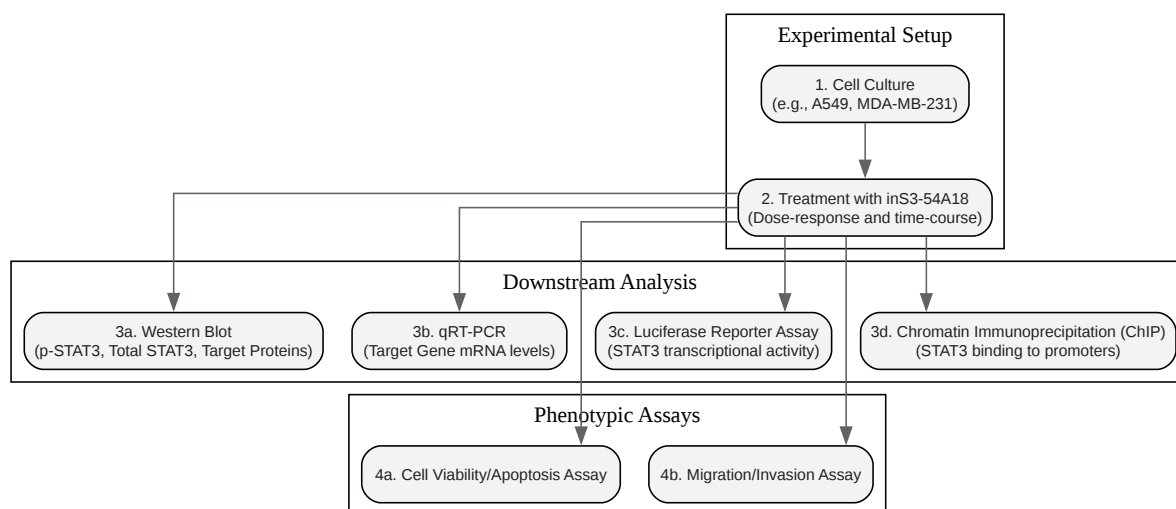 Experimental Setup
1. Cell Culture
(e.g., A549, MDA-MB-231)
2. Treatment with inS3-54A18
(Dose-response and time-course)
Downstream Analysis
3a. Western Blot
(p-STAT3, Total STAT3, Target Proteins)
3b. qRT-PCR
(Target Gene mRNA levels)
3c. Luciferase Reporter Assay
(STAT3 transcriptional activity)
3d. Chromatin Immunoprecipitation (ChIP)
(STAT3 binding to promoters)
Phenotypic Assays
4a. Cell Viability/Apoptosis Assay
4b. Migration/Invasion Assay